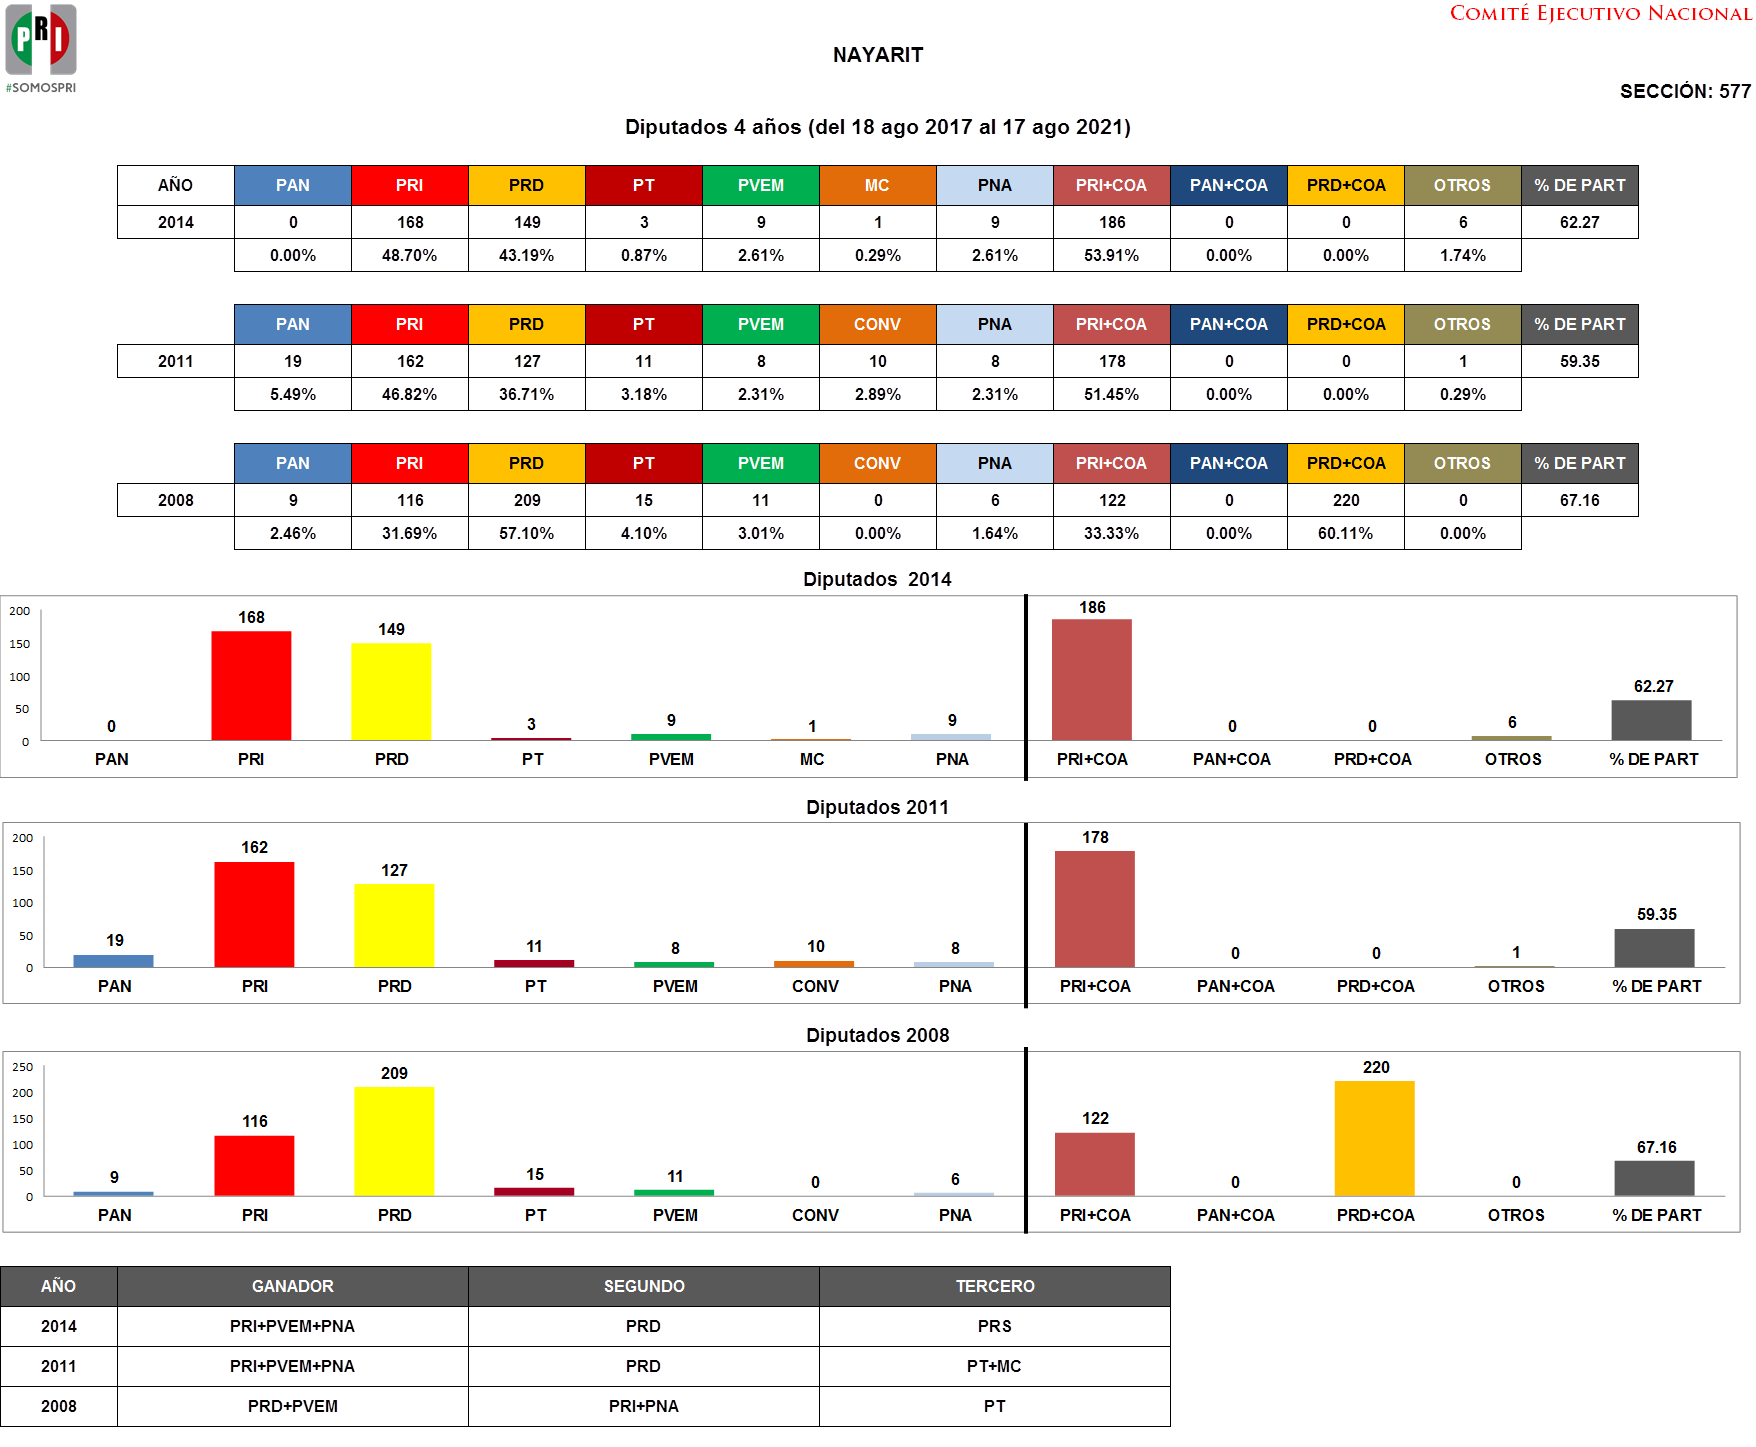 PRI
#SOMOSPRI
COMITÉ EJECUTIVO NACIONAL
NAYARIT
SECCIÓN: 577
Diputados 4 años (del 18 ago 2017 al 17 ago 2021)
AÑO PAN PRI PRD PT PVEM MC PNA PRI+COA PAN+COA PRD+COA OTROS % DE PART
2014 0 168 149 3 9 1 9 186 0 0 6 62.27
0.00% 48.70% 43.19% 0.87% 2.61% 0.29% 2.61% 53.91% 0.00% 0.00% 1.74%
PAN PRI PRD PT PVEM CONV PNA PRI+COA PAN+COA PRD+COA OTROS % DE PART
2011 19 162 127 11 8 10 8 178 0 0 1 59.35
5.49% 46.82% 36.71% 3.18% 2.31% 2.89% 2.31% 51.45% 0.00% 0.00% 0.29%
PAN PRI PRD PT PVEM CONV PNA PRI+COA PAN+COA PRD+COA OTROS % DE PART
2008 9 116 209 15 11 0 6 122 0 220 0 67.16
2.46% 31.69% 57.10% 4.10% 3.01% 0.00% 1.64% 33.33% 0.00% 60.11% 0.00%
Diputados 2014
200
150
100
50
0
168 149 3 9 1 9 186 0 0 6 62.27
0
PAN PRI PRD PT PVEM MC PNA PRI+COA PAN+COA PRD+COA OTROS % DE PART
Diputados 2011
200
150
100
50
0
19 162 127 11 8 10 8 178 0 0 1 59.35
PAN PRI PRD PT PVEM CONV PNA PRI+COA PAN+COA PRD+COA OTROS % DE PART
Diputados 2008
250
200
150
100
50
0
9 116 209 15 11 0 6 122 0 220 0 67.16
PAN PRI PRD PT PVEM CONV PNA PRI+COA PAN+COA PRD+COA OTROS % DE PART
AÑO GANADOR SEGUNDO TERCERO
2014 PRI+PVEM+PNA PRD PRS
2011 PRI+PVEM+PNA PRD PT+MC
2008 PRD+PVEM PRI+PNA PT